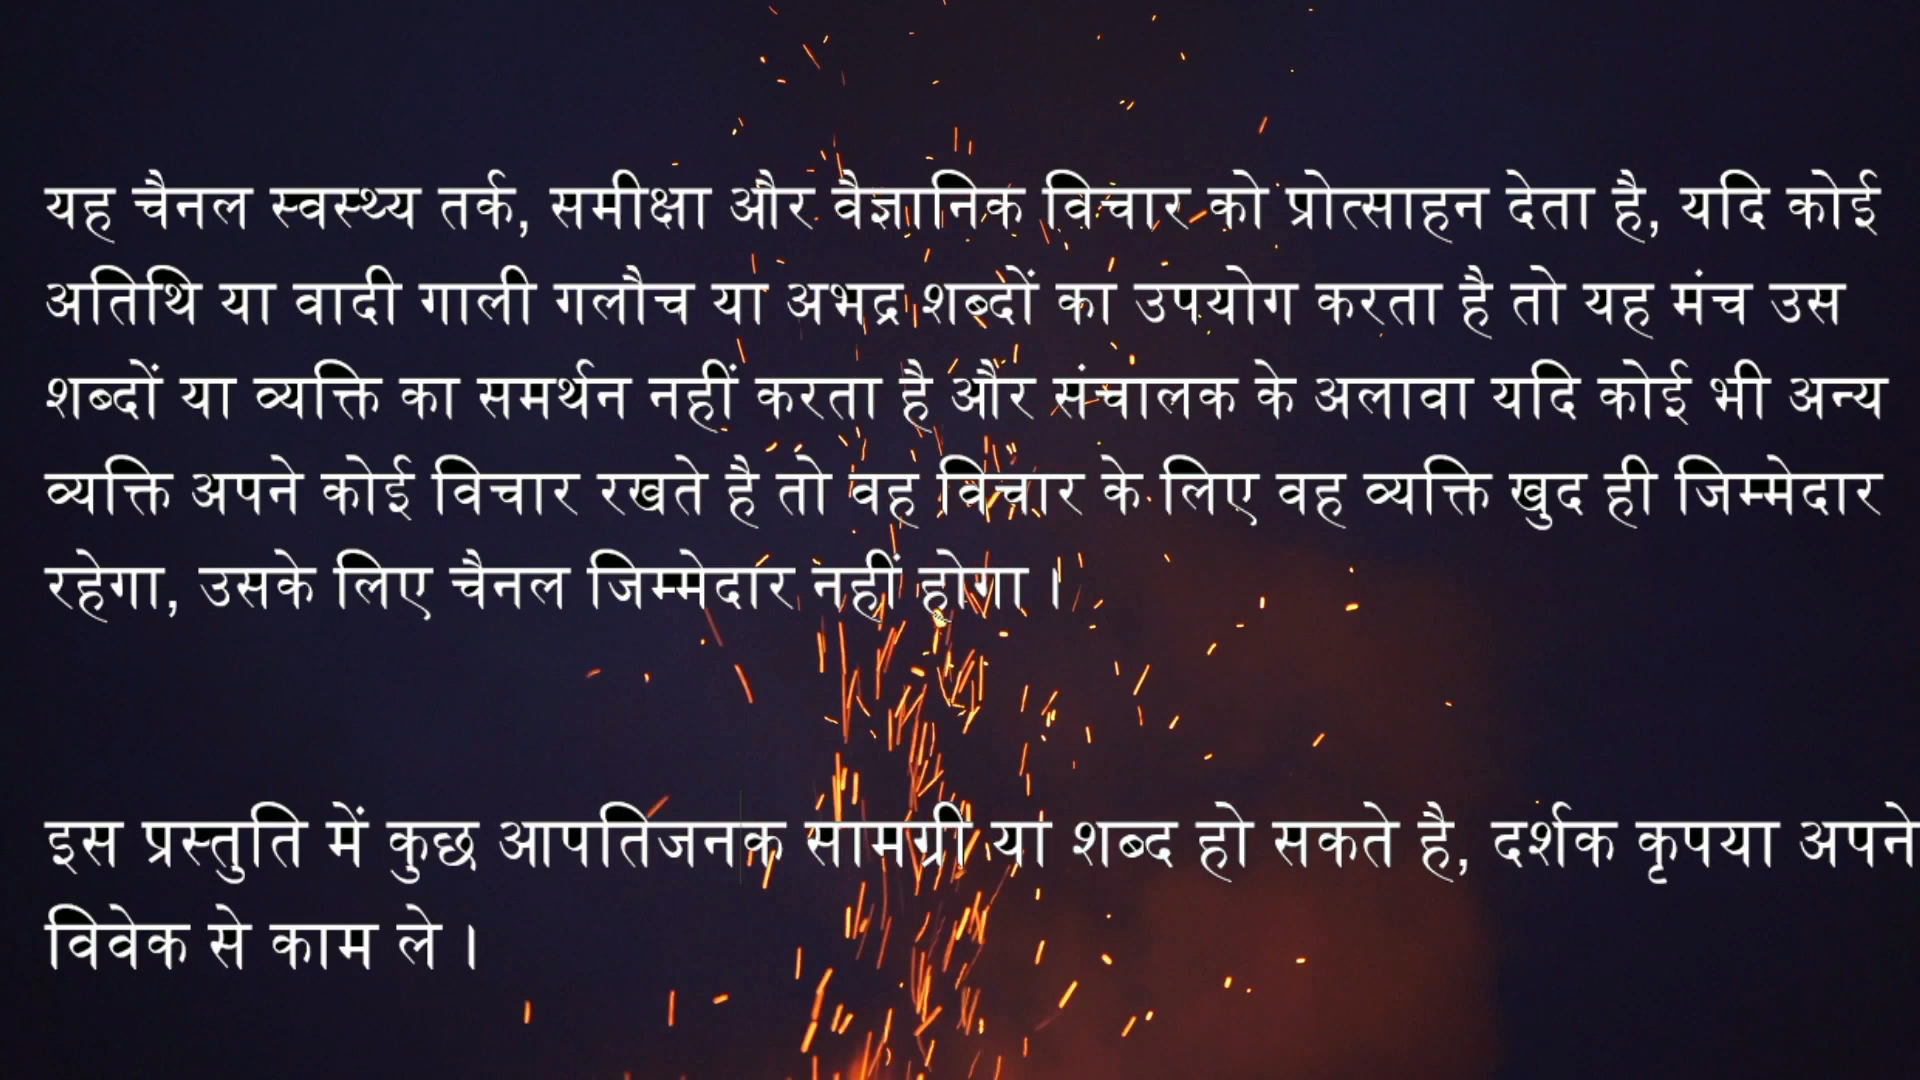 यह चैनल स्वस्थ्य तर्क, समीक्षा और वैज्ञानिक विचार को प्रोत्साहन देता है, यदि कोई
अतिथि या वादी गाली गलौच या अभद्र शब्दों का उपयोग करता है तो यह मंच उस
शब्दों या व्यक्ति का समर्थन नहीं करता है और संचालक के अलावा यदि कोई भी अन्य
व्यक्ति अपने कोई विचार रखते है तो वह विचार के लिए वह व्यक्ति खुद ही जिम्मेदार
रहेगा, उसके लिए चैनल जिम्मेदार नहीं होगा ।
इस प्रस्तुति में कुछ आपतिजनक सामग्री या शब्द हो सकते है, दर्शक कृपया अपने
विवेक से काम ले ।